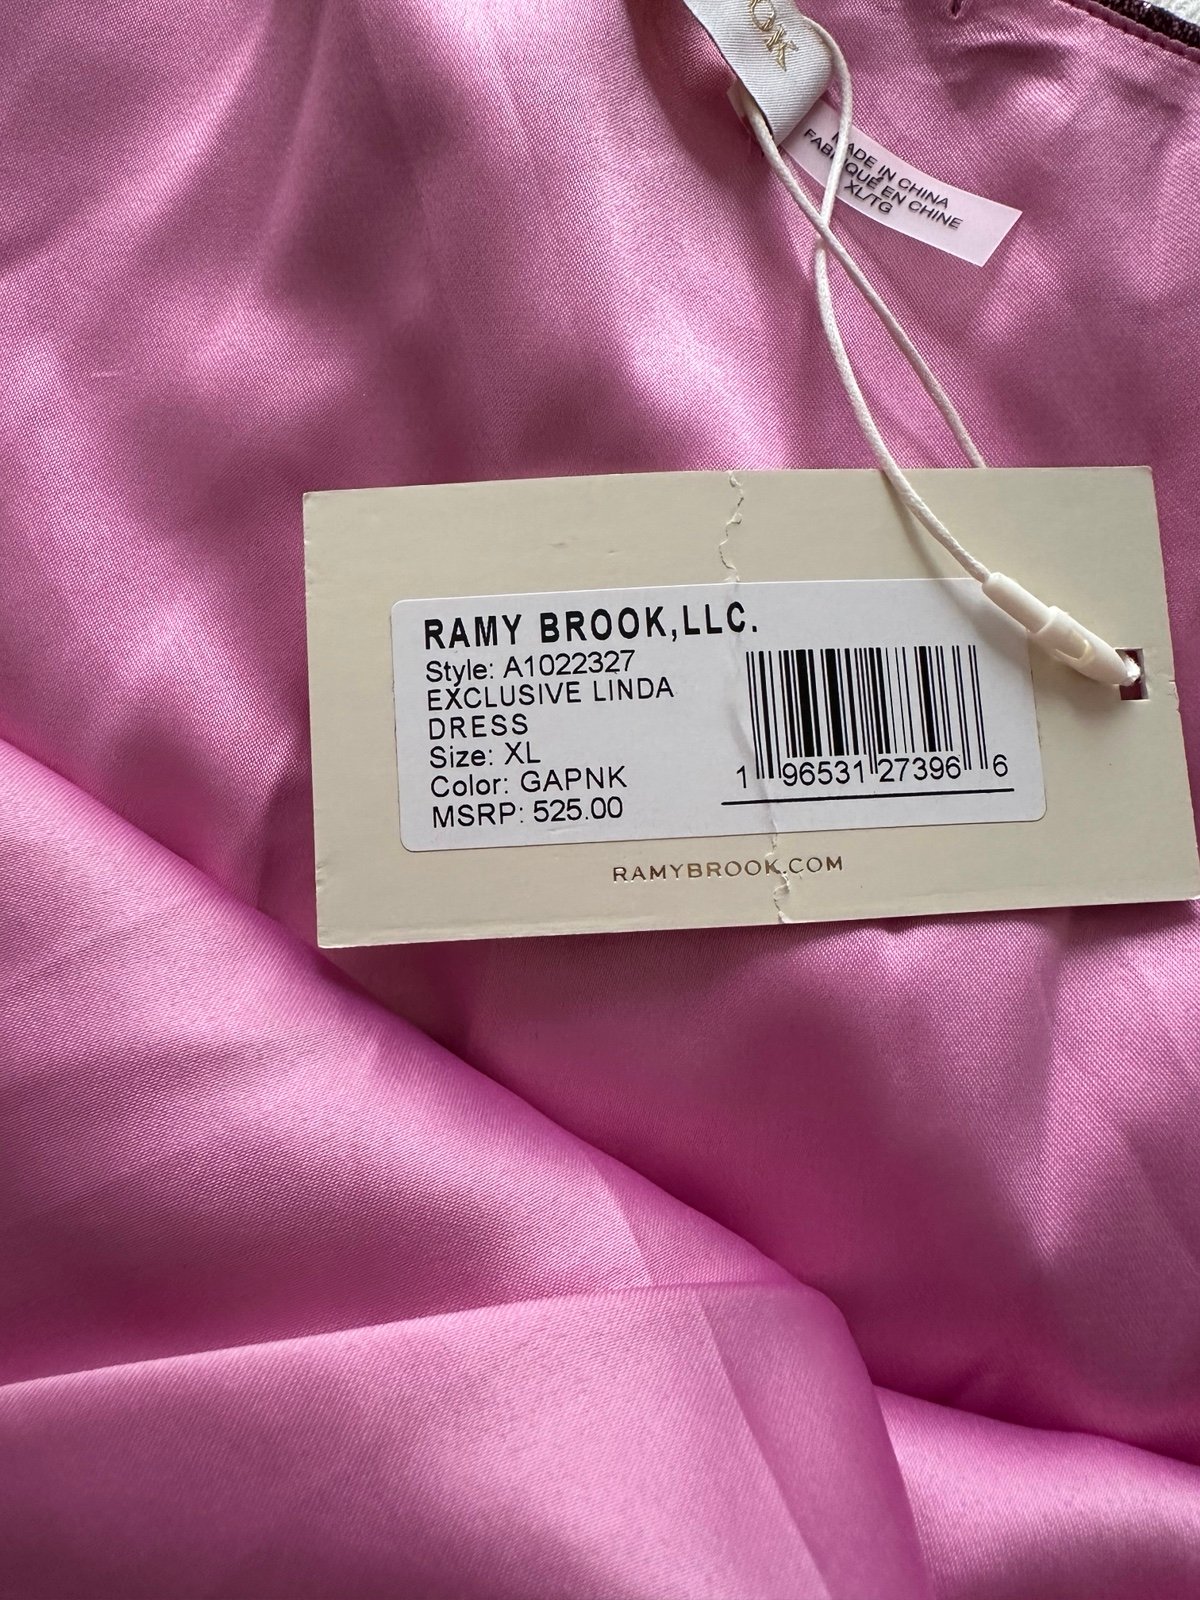 MADE IN CHINA
FABRIQUÉ EN CHINE
XL/TG
RAMY BROOK,LLC.
Style: A1022327
EXCLUSIVE LINDA
DRESS
Size: XL
Color: GAPNK
MSRP: 525.00
1 96531 27396 6
RAMYBROOK.COM